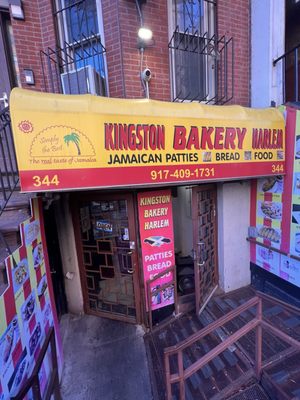 Simply the Best
The real taste of Jamaica
KINGSTON BAKERY HARLEM
JAMAICAN PATTIES BREAD FOOD
344
917-409-1731
344
KINGSTON
BAKERY
HARLEM
PATTIES
BREAD